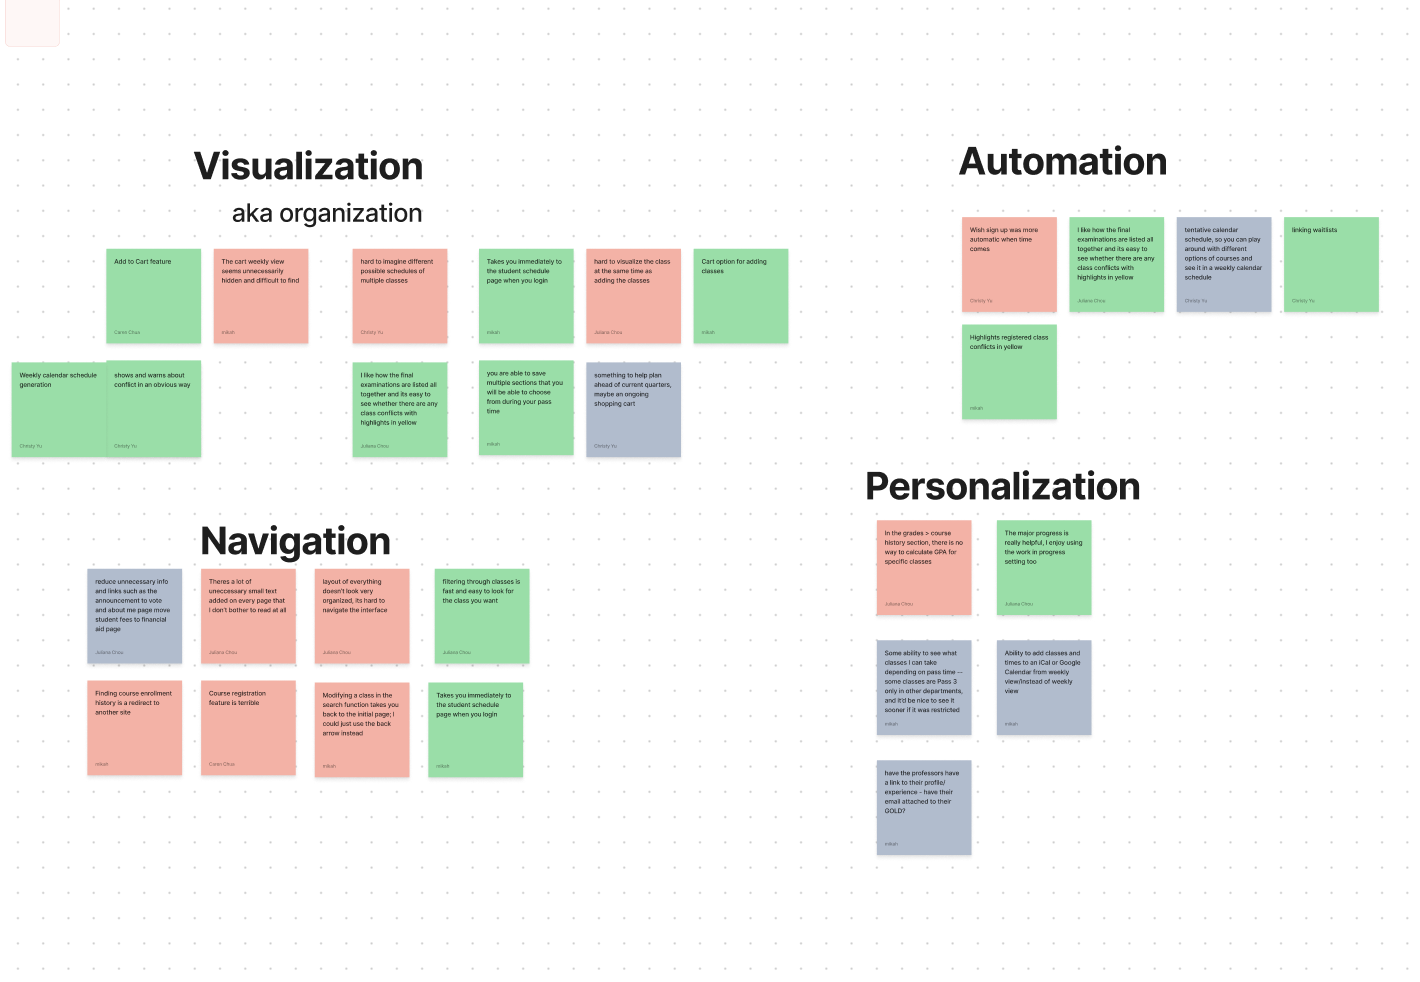 Visualization
aka organization
Add to Cart feature
Caren Chou
The cart weekly view
seems unnecessarily
hidden and difficult to find
mikah
hard to imagine different
possible schedules of
multiple classes
Christy Yu
Takes you immediately to
the student schedule
page when you login
mikah
hard to visualize the class
at the same time as
adding the classes
Juliana Chou
Cart option for adding
classes
mikah
Weekly calendar schedule
generation
Christy Yu
shows and warns about
conflict in an obvious way
Christy Yu
I like how the final
examinations are listed all
together and its easy to
see whether there are any
class conflicts with
highlights in yellow
Juliana Chou
you are able to save
multiple sections that you
will be able to choose
from during your pass
time
mikah
something to help plan
ahead of current quarters,
maybe an ongoing
shopping cart
Christy Yu
Automation
Wish sign up was more
automatic when time
comes
Christy Yu
I like how the final
examinations are listed all
together and its easy to
see whether there are any
class conflicts with
highlights in yellow
Juliana Chou
tentative calendar
schedule, so you can play
around with different
options of courses and
see it in a weekly calendar
schedule
Christy Yu
linking waitlists
Christy Yu
Highlights registered class
conflicts in yellow
mikah
Navigation
reduce unnecessary info
and links such as the
announcement to vote
and about me page move
student fees to financial
aid page
Juliana Chou
Theres a lot of
uneccessary small text
added on every page that
I don't bother to read at all
Juliana Chou
layout of everything
doesn't look very
organized, its hard to
navigate the interface
Juliana Chou
filtering through classes is
fast and easy to look for
the class you want
Juliana Chou
Finding course enrollment
history is a redirect to
another site
mikah
Course registration
feature is terrible
Caren Chou
Modifying a class in the
search function takes you
back to the initial page; I
could just use the back
arrow instead
mikah
Takes you immediately to
the student schedule
page when you login
mikah
Personalization
In the grades > course
history section, there is no
way to calculate GPA for
specific classes
Juliana Chou
The major progress is
really helpful, I enjoy using
the work in progress
setting too
Juliana Chou
Some ability to see what
classes I can take
depending on pass time —
some classes are Pass 3
only in other departments,
and it'd be nice to see it
sooner if it was restricted
mikah
Ability to add classes and
times to an iCal or Google
Calendar from weekly
view/instead of weekly
view
mikah
have the professors have
a link to their profile/
experience - have their
email attached to their
GOLD?
mikah